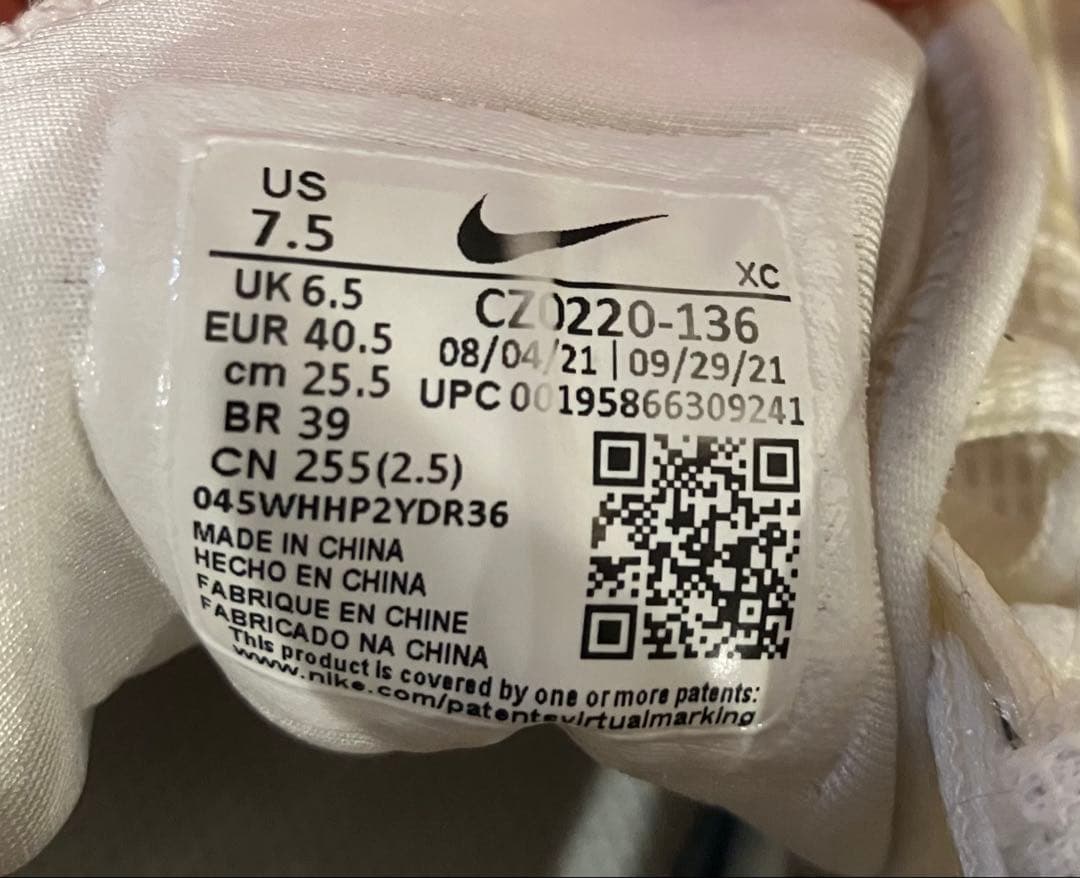 US
7.5
XC
UK 6.5
CZ0220-136
EUR 40.5
08/04/21 | 09/29/21
cm 25.5
UPC 00195866309241
BR 39
CN 255(2.5)
045WHHP2YDR36
MADE IN CHINA
HECHO EN CHINA
FABRIQUE EN CHINE
FABRICADO NA CHINA
This product is covered by one or more patents:
www.nike.com/patentsvirtualmarking